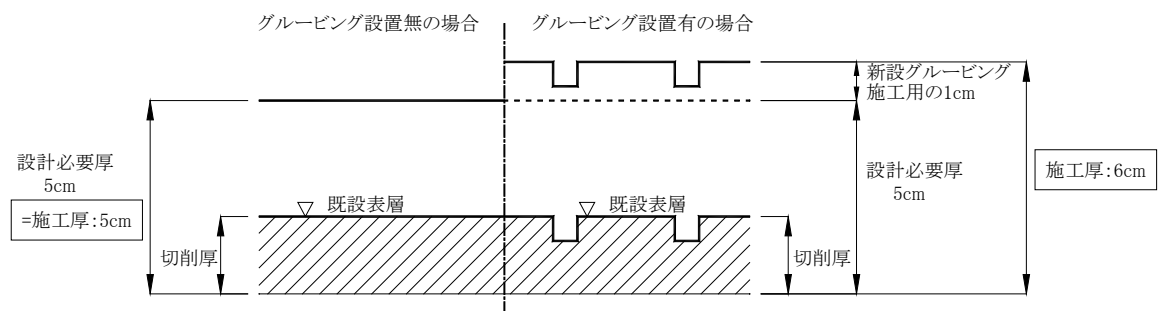 グルービング設置無の場合
グルービング設置有の場合
新設グルービング
施工用の1cm
設計必要厚
5cm
=施工厚:5cm
設計必要厚
5cm
施工厚:6cm
既設表層
既設表層
切削厚
切削厚